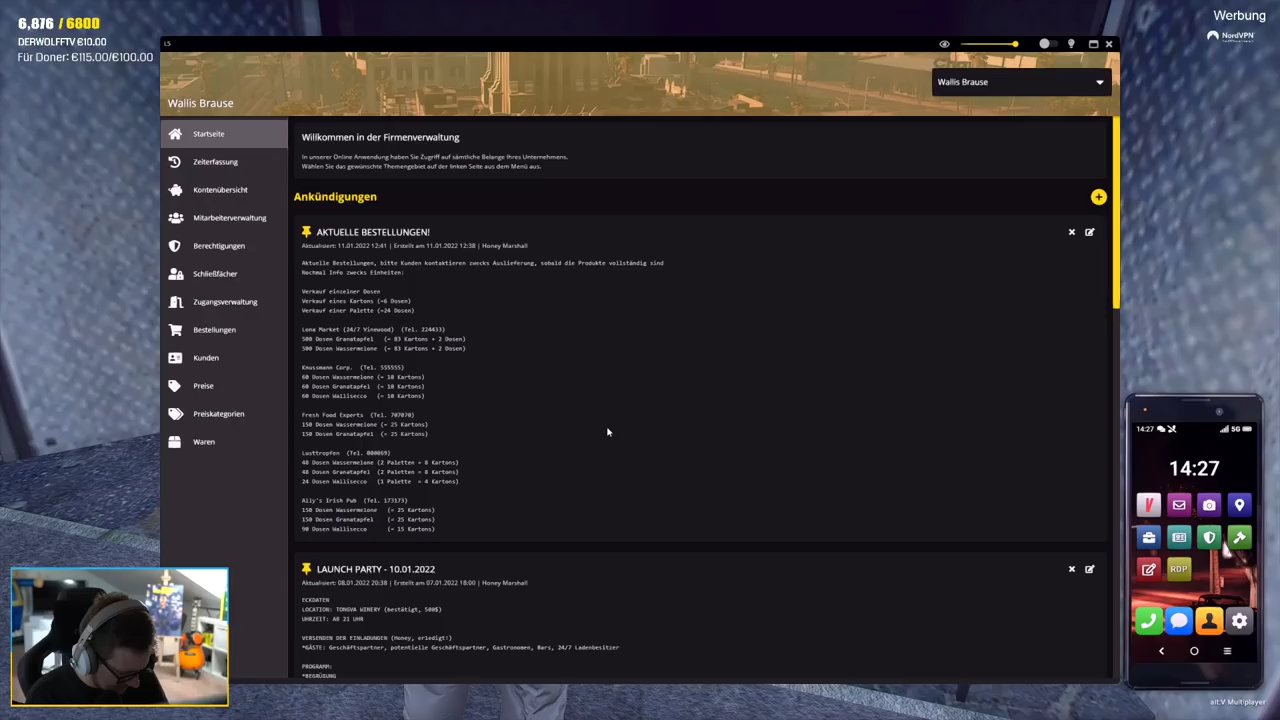 6,876 / 6800
DERWOLFFTV €10.00
Für Doner: €115.00/€100.00
Werbung
NordVPN
LS
Wallis Brause
Wallis Brause
Startseite
Zeiterfassung
Kontenübersicht
Mitarbeiterverwaltung
Berechtigungen
Schließfächer
Zugangsverwaltung
Bestellungen
Kunden
Preise
Preiskategorien
Waren
Willkommen in der Firmenverwaltung
In unserer Online Anwendung haben Sie Zugriff auf sämtliche Belange Ihres Unternehmens.
Wählen Sie das gewünschte Themengebiet auf der linken Seite aus dem Menü aus.
Ankündigungen
AKTUELLE BESTELLUNGEN!
Aktualisiert: 11.01.2022 12:41 | Erstellt am 11.01.2022 12:38 | Honey Marshall
Aktuelle Bestellungen, bitte Kunden kontaktieren zwecks Auslieferung, sobald die Produkte vollständig sind
Nochmal Info zwecks Einheiten:
Verkauf einzelner Dosen
Verkauf eines Kartons (=6 Dosen)
Verkauf einer Palette (=24 Dosen)
Lona Market (24/7 Vinewood) (Tel. 224433)
500 Dosen Granatapfel (= 83 Kartons + 2 Dosen)
500 Dosen Wassermelone (= 83 Kartons + 2 Dosen)
Knussmann Corp. (Tel. 555555)
60 Dosen Wassermelone (= 10 Kartons)
60 Dosen Granatapfel (= 10 Kartons)
60 Dosen Wallisecco (= 10 Kartons)
Fresh Food Experts (Tel. 707070)
150 Dosen Wassermelone (= 25 Kartons)
150 Dosen Granatapfel (= 25 Kartons)
Lusttropfen (Tel. 000069)
48 Dosen Wassermelone (2 Paletten = 8 Kartons)
48 Dosen Granatapfel (2 Paletten = 8 Kartons)
24 Dosen Wallisecco (1 Palette = 4 Kartons)
Ally's Irish Pub (Tel. 173173)
150 Dosen Wassermelone (= 25 Kartons)
150 Dosen Granatapfel (= 25 Kartons)
90 Dosen Wallisecco (= 15 Kartons)
LAUNCH PARTY - 10.01.2022
Aktualisiert: 08.01.2022 20:38 | Erstellt am 07.01.2022 18:00 | Honey Marshall
ECKDATEN
LOCATION: TONGVA WINERY (bestätigt, 500$)
UHRZEIT: AB 21 UHR
VERSENDEN DER EINLADUNGEN (Honey, erledigt!)
*GÄSTE: Geschäftspartner, potentielle Geschäftspartner, Gastronomen, Bars, 24/7 Ladenbesitzer
PROGRAMM:
*BEGRÜßUNG
14:27
5G
14:27
RDP
alt:V Multiplayer